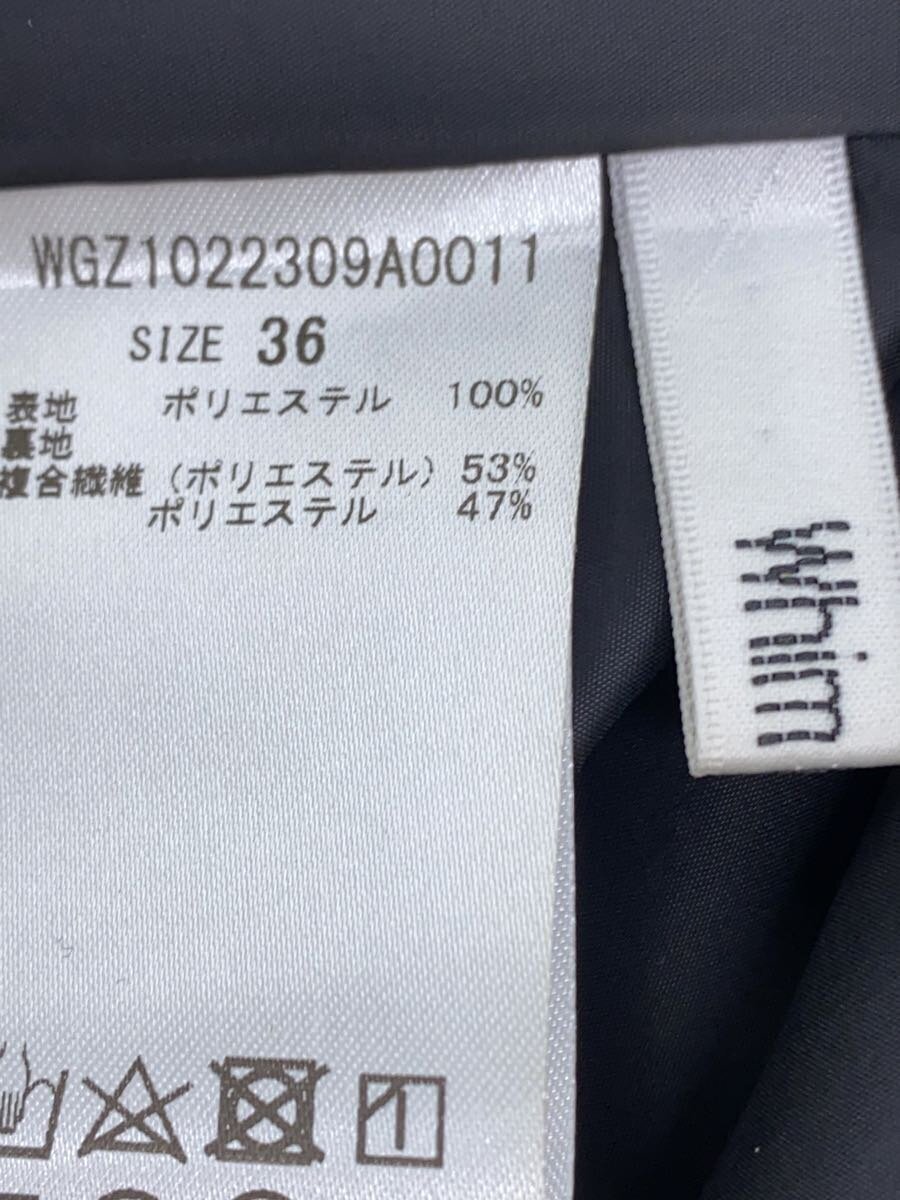 WGZ1022309A0011
SIZE 36
表地 ポリエステル 100%
裏地
複合繊維 (ポリエステル) 53%
ポリエステル 47%
Whim